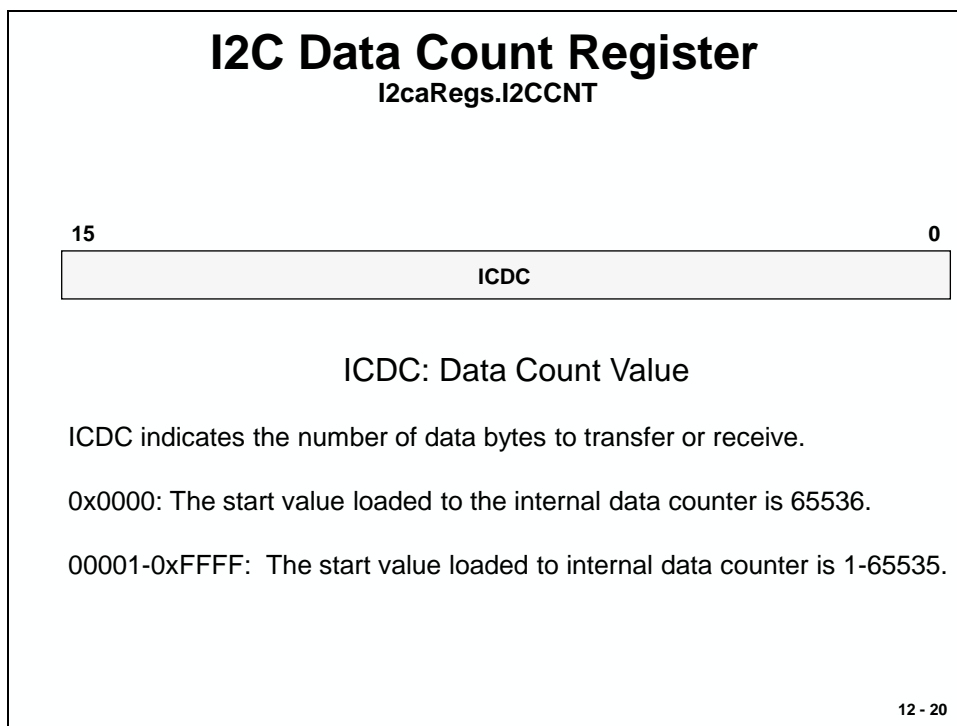 I2C Data Count Register
I2caRegs.I2CCNT
15 0
ICDC
ICDC: Data Count Value
ICDC indicates the number of data bytes to transfer or receive.
0x0000: The start value loaded to the internal data counter is 65536.
00001-0xFFFF:  The start value loaded to internal data counter is 1-65535.
12 - 20